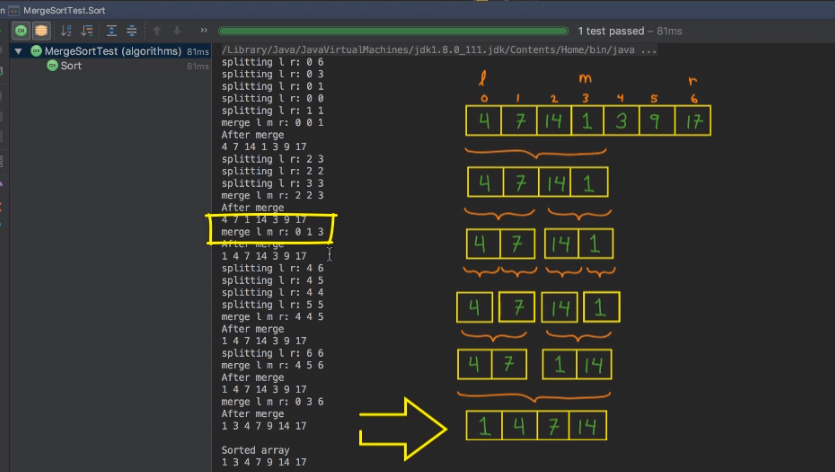 MergeSortTest.Sort
1 test passed – 81ms
MergeSortTest (algorithms) 81ms
Sort 81ms
/Library/Java/JavaVirtualMachines/jdk1.8.0_111.jdk/Contents/Home/bin/java ...
splitting l r: 0 6
splitting l r: 0 3
splitting l r: 0 1
splitting l r: 0 0
splitting l r: 1 1
merge l m r: 0 0 1
After merge
4 7 14 1 3 9 17
splitting l r: 2 3
splitting l r: 2 2
splitting l r: 3 3
merge l m r: 2 2 3
After merge
4 7 1 14 3 9 17
merge l m r: 0 1 3
After merge
1 4 7 14 3 9 17
splitting l r: 4 6
splitting l r: 4 5
splitting l r: 4 4
splitting l r: 5 5
merge l m r: 4 4 5
After merge
1 4 7 14 3 9 17
splitting l r: 6 6
merge l m r: 4 5 6
After merge
1 4 7 14 3 9 17
merge l m r: 0 3 6
After merge
1 3 4 7 9 14 17
Sorted array
1 3 4 7 9 14 17
l m r
0 1 2 3 4 5 6
4 7 14 1 3 9 17
4 7 14 1
4 7 14 1
4 7 14 1
4 7 1 14
1 4 7 14